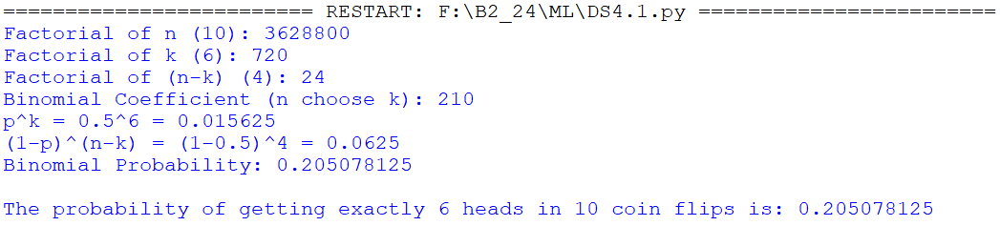 ========================= RESTART: F:\B2_24\ML\DS4.1.py ========================
Factorial of n (10): 3628800
Factorial of k (6): 720
Factorial of (n-k) (4): 24
Binomial Coefficient (n choose k): 210
p^k = 0.5^6 = 0.015625
(1-p)^(n-k) = (1-0.5)^4 = 0.0625
Binomial Probability: 0.205078125
The probability of getting exactly 6 heads in 10 coin flips is: 0.205078125